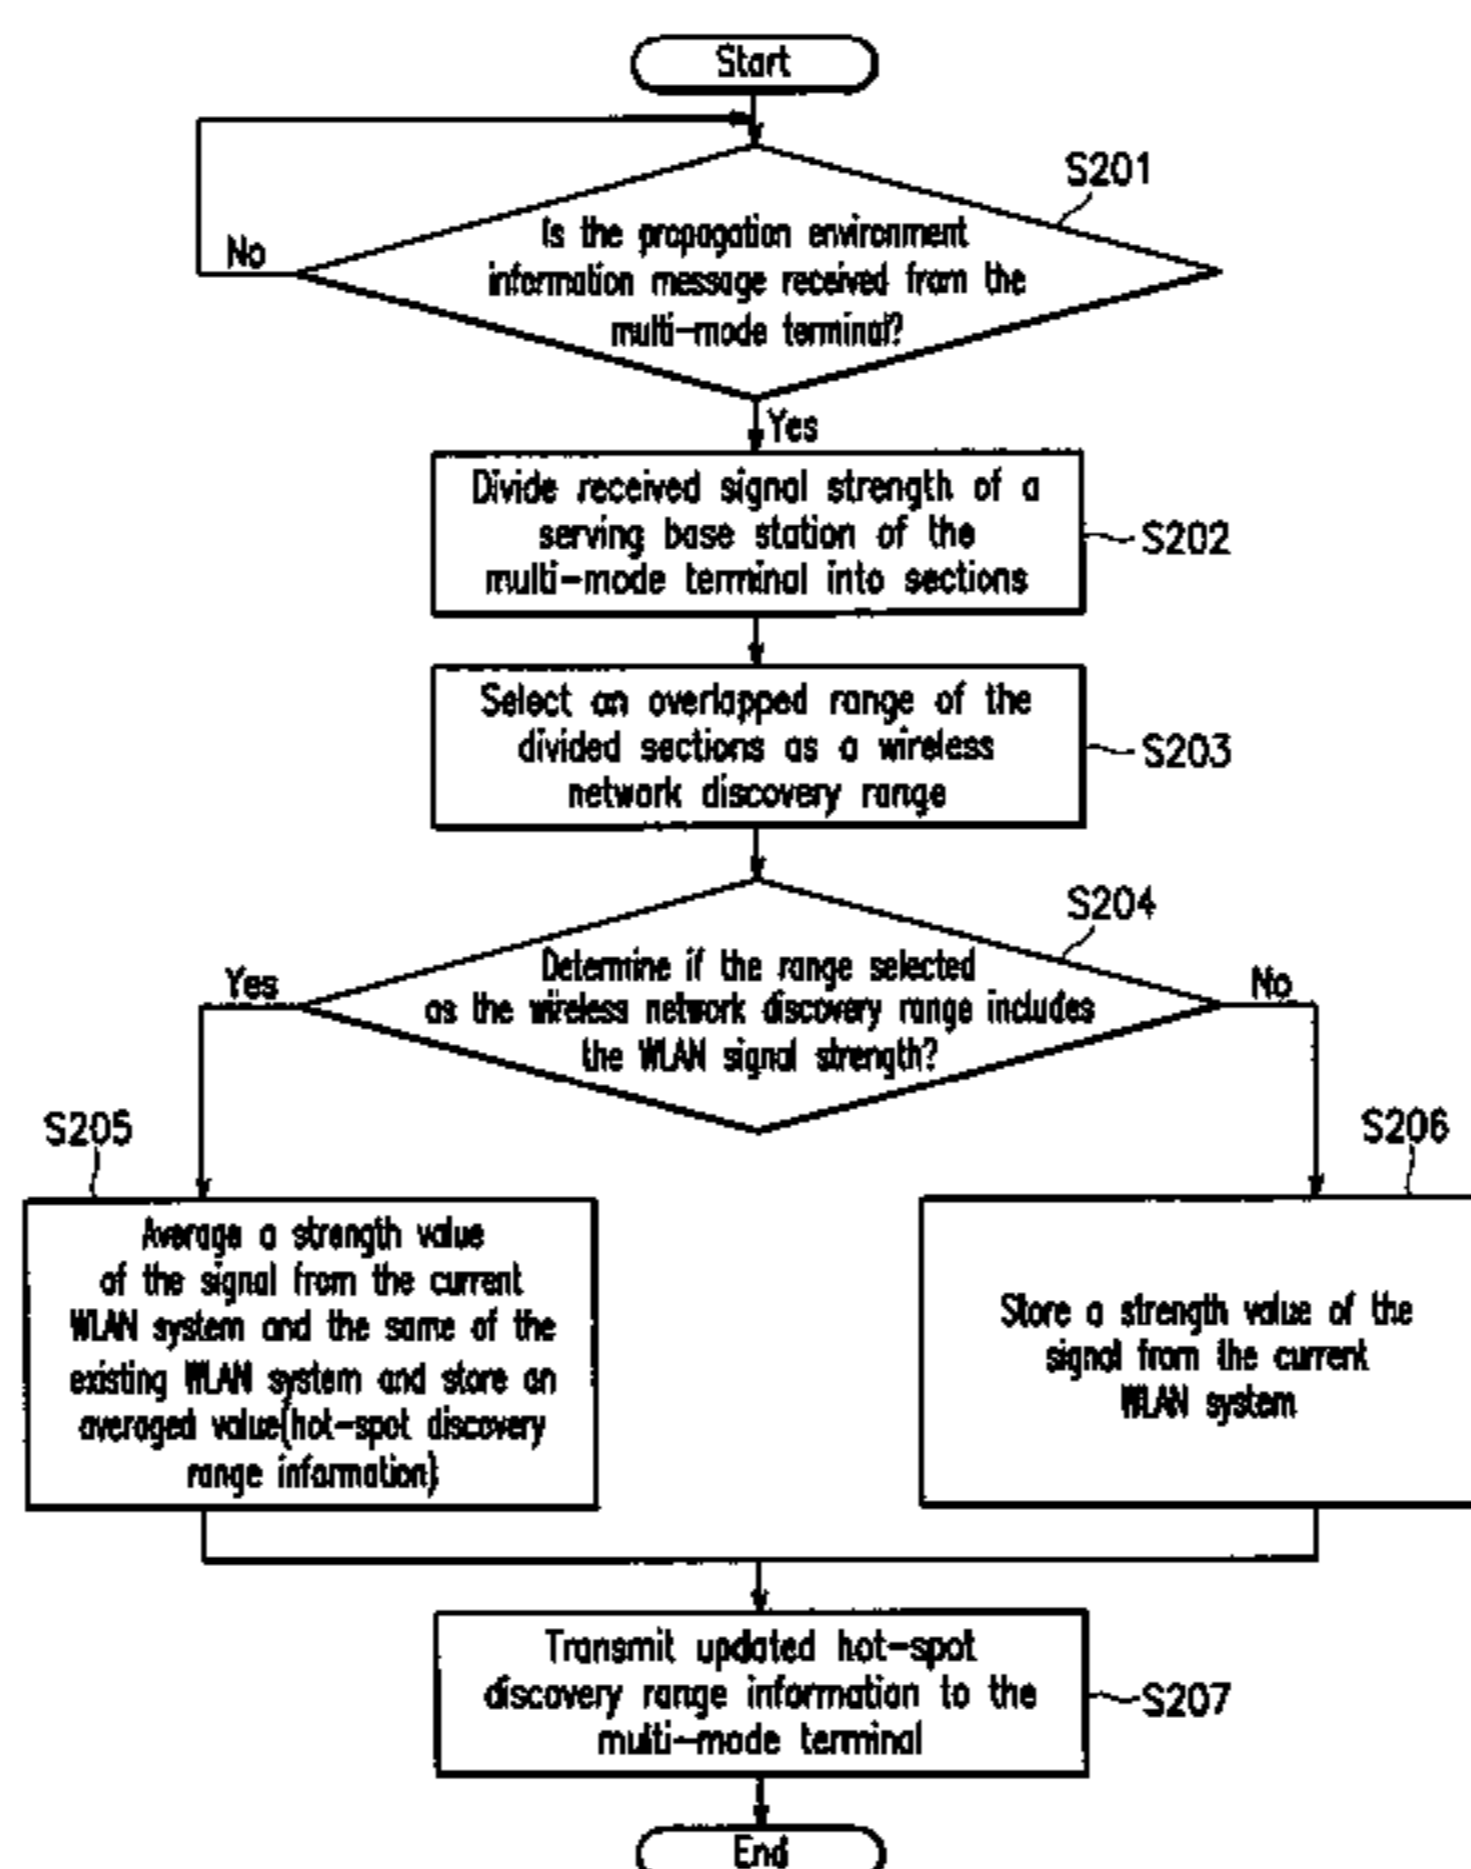 Start
S201
Is the propagation environment
information message received from the
multi-mode terminal?
No
Yes
Divide received signal strength of a
serving base station of the
multi-mode terminal into sections
S202
Select an overlapped range of the
divided sections as a wireless
network discovery range
S203
S204
Determine if the range selected
as the wireless network discovery range includes
the WLAN signal strength?
Yes
No
S205
S206
Average a strength value
of the signal from the current
WLAN system and the same of the
existing WLAN system and store an
averaged value(hot-spot discovery
range information)
Store a strength value of the
signal from the current
WLAN system
Transmit updated hot-spot
discovery range information to the
multi-mode terminal
S207
End